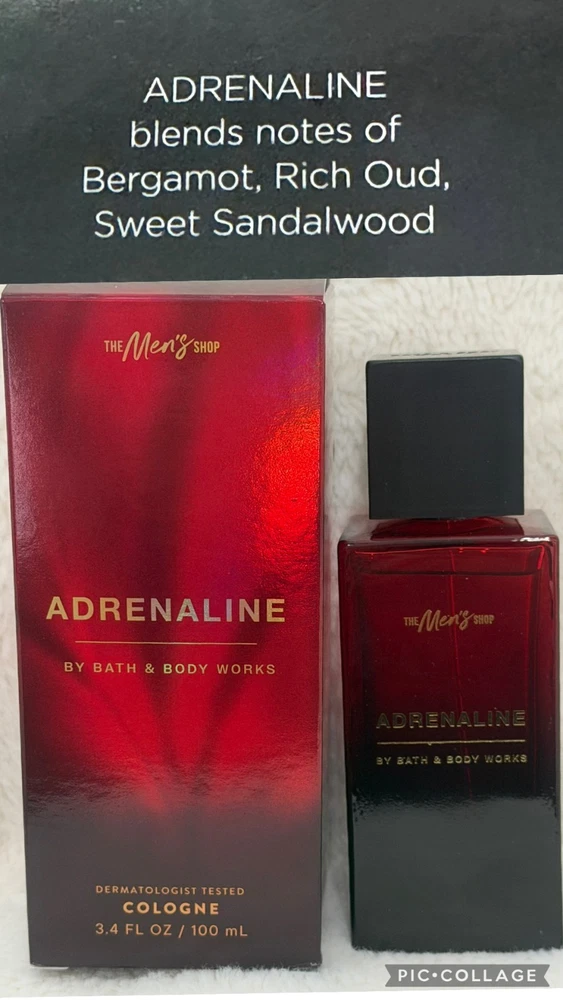 ADRENALINE
blends notes of
Bergamot, Rich Oud,
Sweet Sandalwood
THE Men's SHOP
ADRENALINE
BY BATH & BODY WORKS
DERMATOLOGIST TESTED
COLOGNE
3.4 FL OZ / 100 mL
THE Men's SHOP
ADRENALINE
BY BATH & BODY WORKS
PIC•COLLAGE